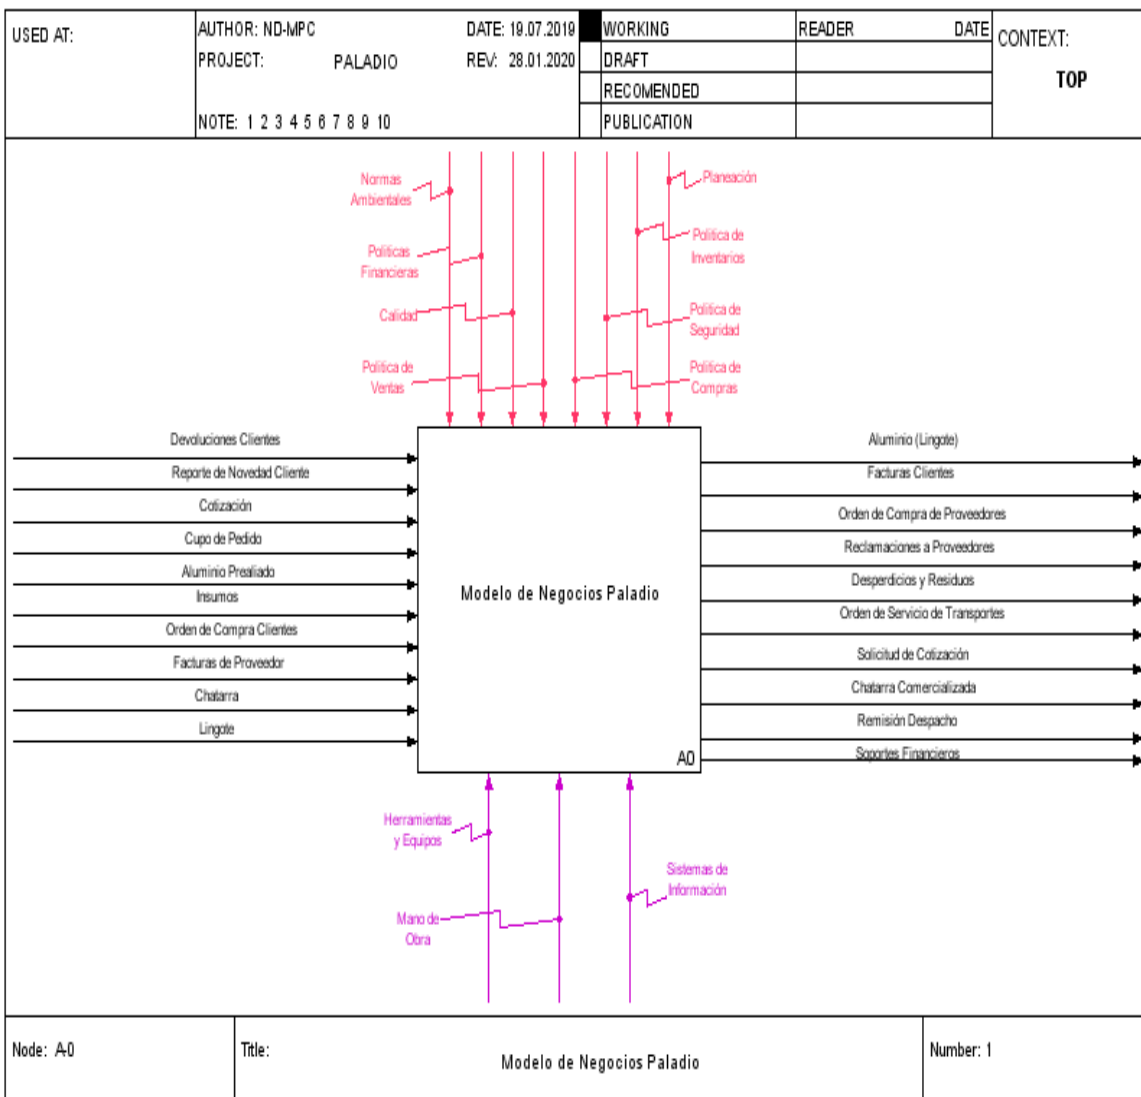 USED AT:
AUTHOR: ND-MPC
DATE: 19.07.2019
WORKING
READER
DATE
CONTEXT:
PROJECT: PALADIO
REV: 28.01.2020
DRAFT
TOP
RECOMENDED
NOTE: 1 2 3 4 5 6 7 8 9 10
PUBLICATION
Normas
Ambientales
Planeación
Políticas
Financieras
Política de
Inventarios
Calidad
Política de
Seguridad
Política de
Ventas
Política de
Compras
Devoluciones Clientes
Reporte de Novedad Cliente
Cotización
Cupo de Pedido
Aluminio Prealiado
Insumos
Orden de Compra Clientes
Facturas de Proveedor
Chatarra
Lingote
Modelo de Negocios Paladio
A0
Aluminio (Lingote)
Facturas Clientes
Orden de Compra de Proveedores
Reclamaciones a Proveedores
Desperdicios y Residuos
Orden de Servicio de Transportes
Solicitud de Cotización
Chatarra Comercializada
Remisión Despacho
Soportes Financieros
Herramientas
y Equipos
Sistemas de
Información
Mano de
Obra
Node: A-0
Title:
Modelo de Negocios Paladio
Number: 1